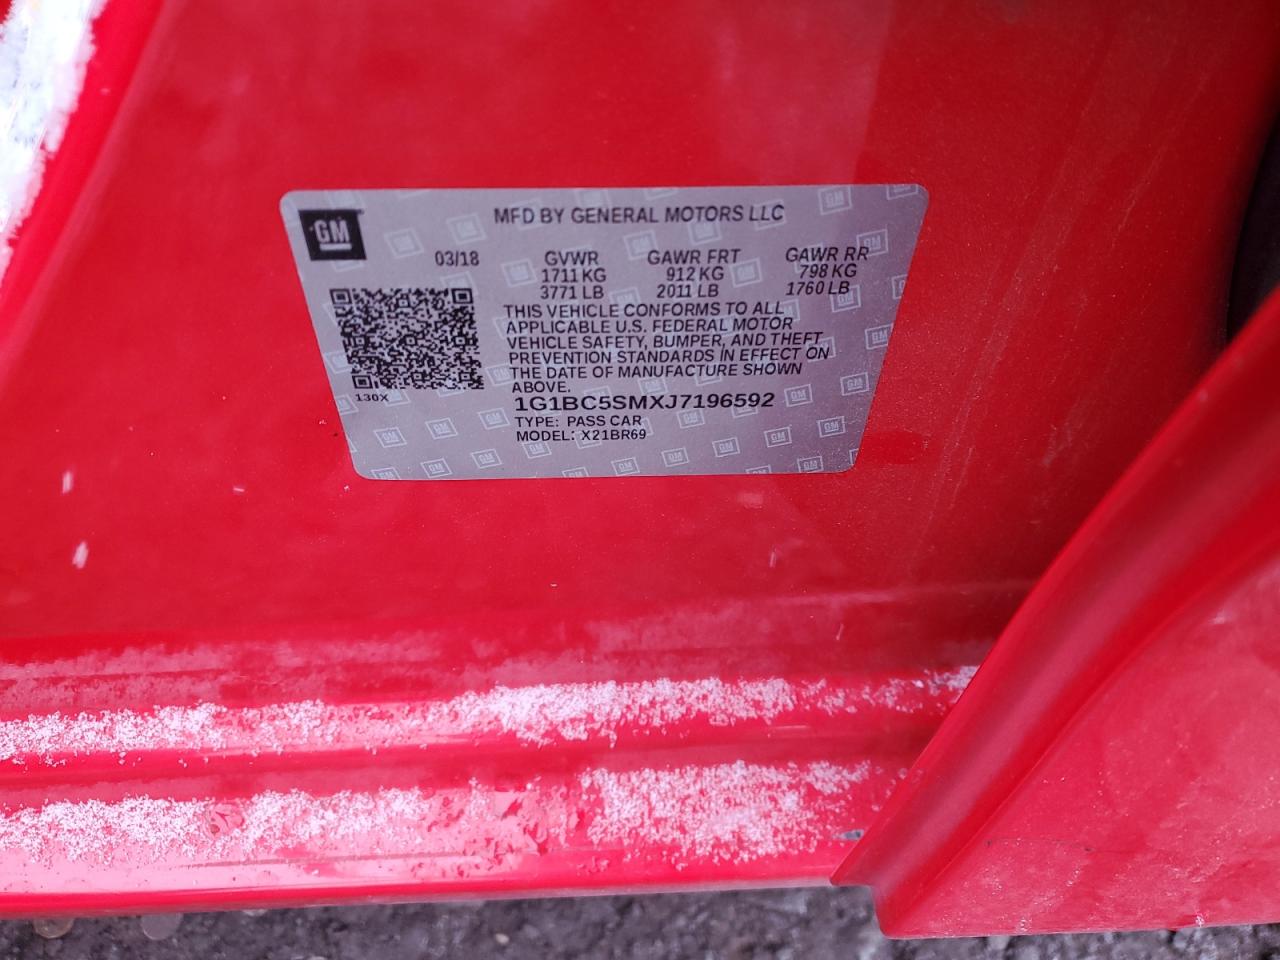 GM
MFD BY GENERAL MOTORS LLC
03/18 GVWR GAWR FRT GAWR RR
1711 KG 912 KG 798 KG
3771 LB 2011 LB 1760 LB
THIS VEHICLE CONFORMS TO ALL
APPLICABLE U.S. FEDERAL MOTOR
VEHICLE SAFETY, BUMPER, AND THEFT
PREVENTION STANDARDS IN EFFECT ON
THE DATE OF MANUFACTURE SHOWN
ABOVE.
130X
1G1BC5SMXJ7196592
TYPE: PASS CAR
MODEL: X21BR69